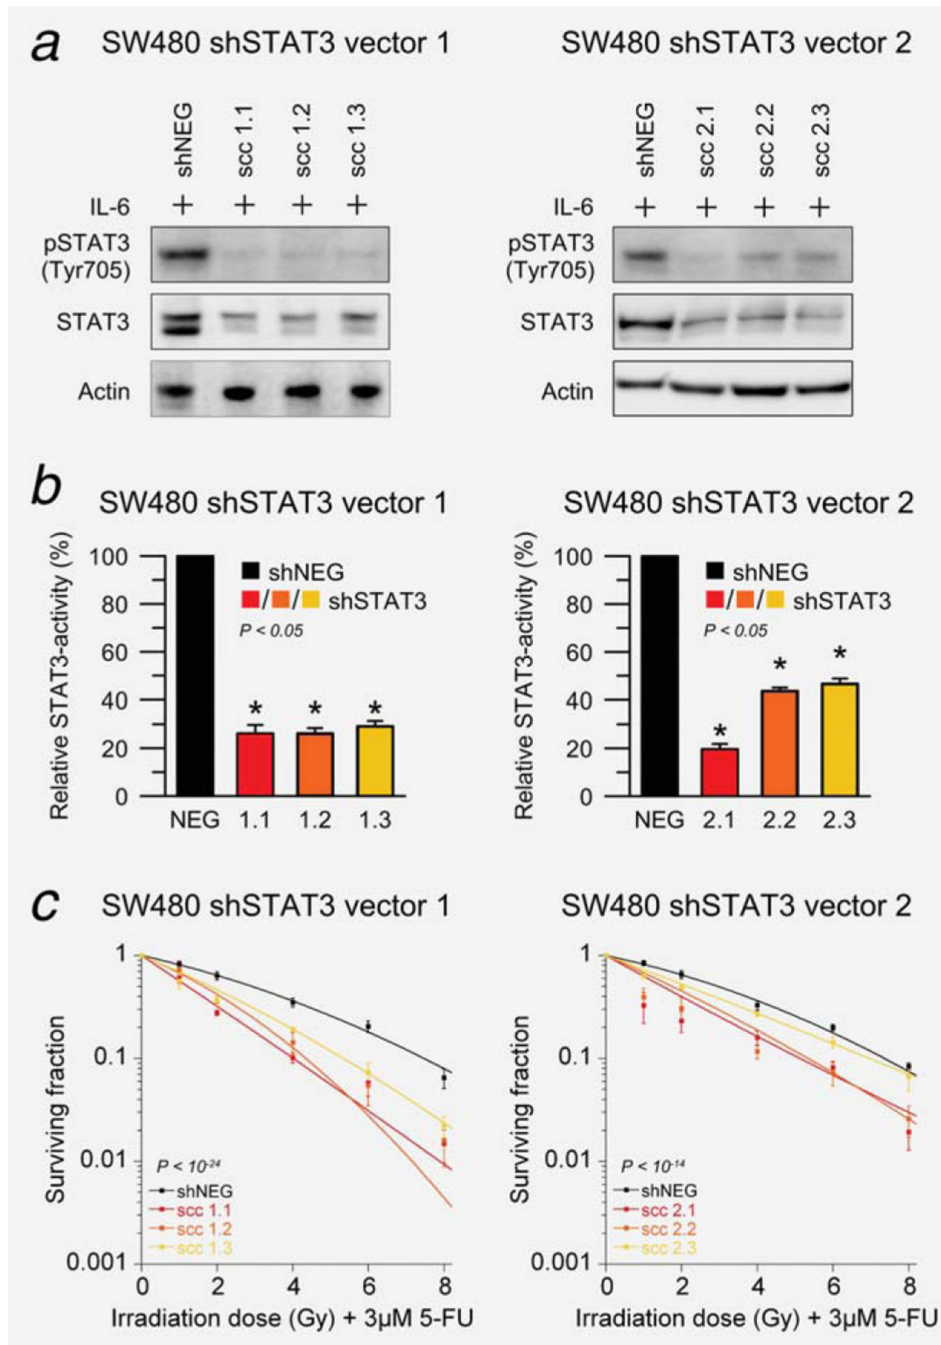 a SW480 shSTAT3 vector 1 SW480 shSTAT3 vector 2
shNEG scc 1.1 scc 1.2 scc 1.3 shNEG scc 2.1 scc 2.2 scc 2.3
IL-6 + + + + IL-6 + + + +
pSTAT3 (Tyr705) pSTAT3 (Tyr705)
STAT3 STAT3
Actin Actin
b SW480 shSTAT3 vector 1 SW480 shSTAT3 vector 2
Relative STAT3-activity (%) Relative STAT3-activity (%)
100 100
80 80
60 60
40 40
20 20
0 0
shNEG shNEG
/ / shSTAT3 / / shSTAT3
P < 0.05 P < 0.05
* * * * * *
NEG 1.1 1.2 1.3 NEG 2.1 2.2 2.3
c SW480 shSTAT3 vector 1 SW480 shSTAT3 vector 2
Surviving fraction Surviving fraction
1 1
0.1 0.1
0.01 0.01
0.001 0.001
P < 10-24 P < 10-14
shNEG shNEG
scc 1.1 scc 2.1
scc 1.2 scc 2.2
scc 1.3 scc 2.3
0 2 4 6 8 0 2 4 6 8
Irradiation dose (Gy) + 3µM 5-FU Irradiation dose (Gy) + 3µM 5-FU